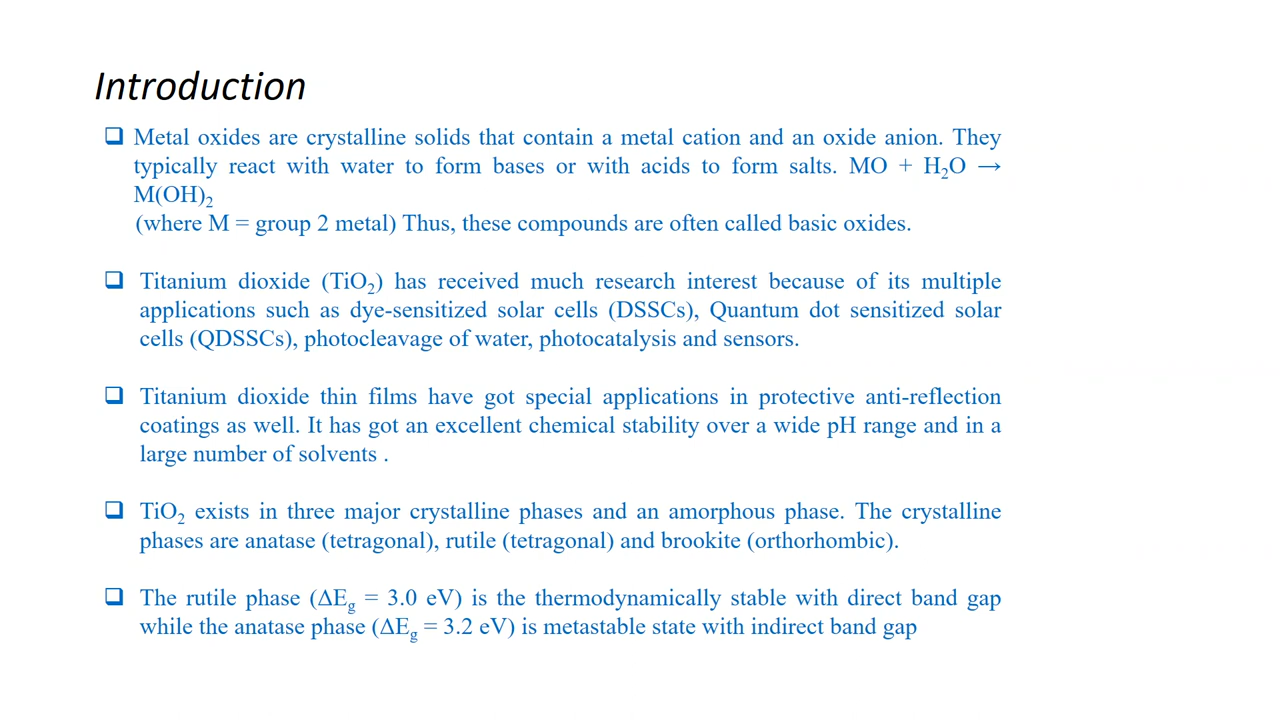 Introduction
❑ Metal oxides are crystalline solids that contain a metal cation and an oxide anion. They
typically react with water to form bases or with acids to form salts. MO + H₂O →
M(OH)₂
(where M = group 2 metal) Thus, these compounds are often called basic oxides.
❑ Titanium dioxide (TiO₂) has received much research interest because of its multiple
applications such as dye-sensitized solar cells (DSSCs), Quantum dot sensitized solar
cells (QDSSCs), photocleavage of water, photocatalysis and sensors.
❑ Titanium dioxide thin films have got special applications in protective anti-reflection
coatings as well. It has got an excellent chemical stability over a wide pH range and in a
large number of solvents .
❑ TiO₂ exists in three major crystalline phases and an amorphous phase. The crystalline
phases are anatase (tetragonal), rutile (tetragonal) and brookite (orthorhombic).
❑ The rutile phase (ΔEg = 3.0 eV) is the thermodynamically stable with direct band gap
while the anatase phase (ΔEg = 3.2 eV) is metastable state with indirect band gap